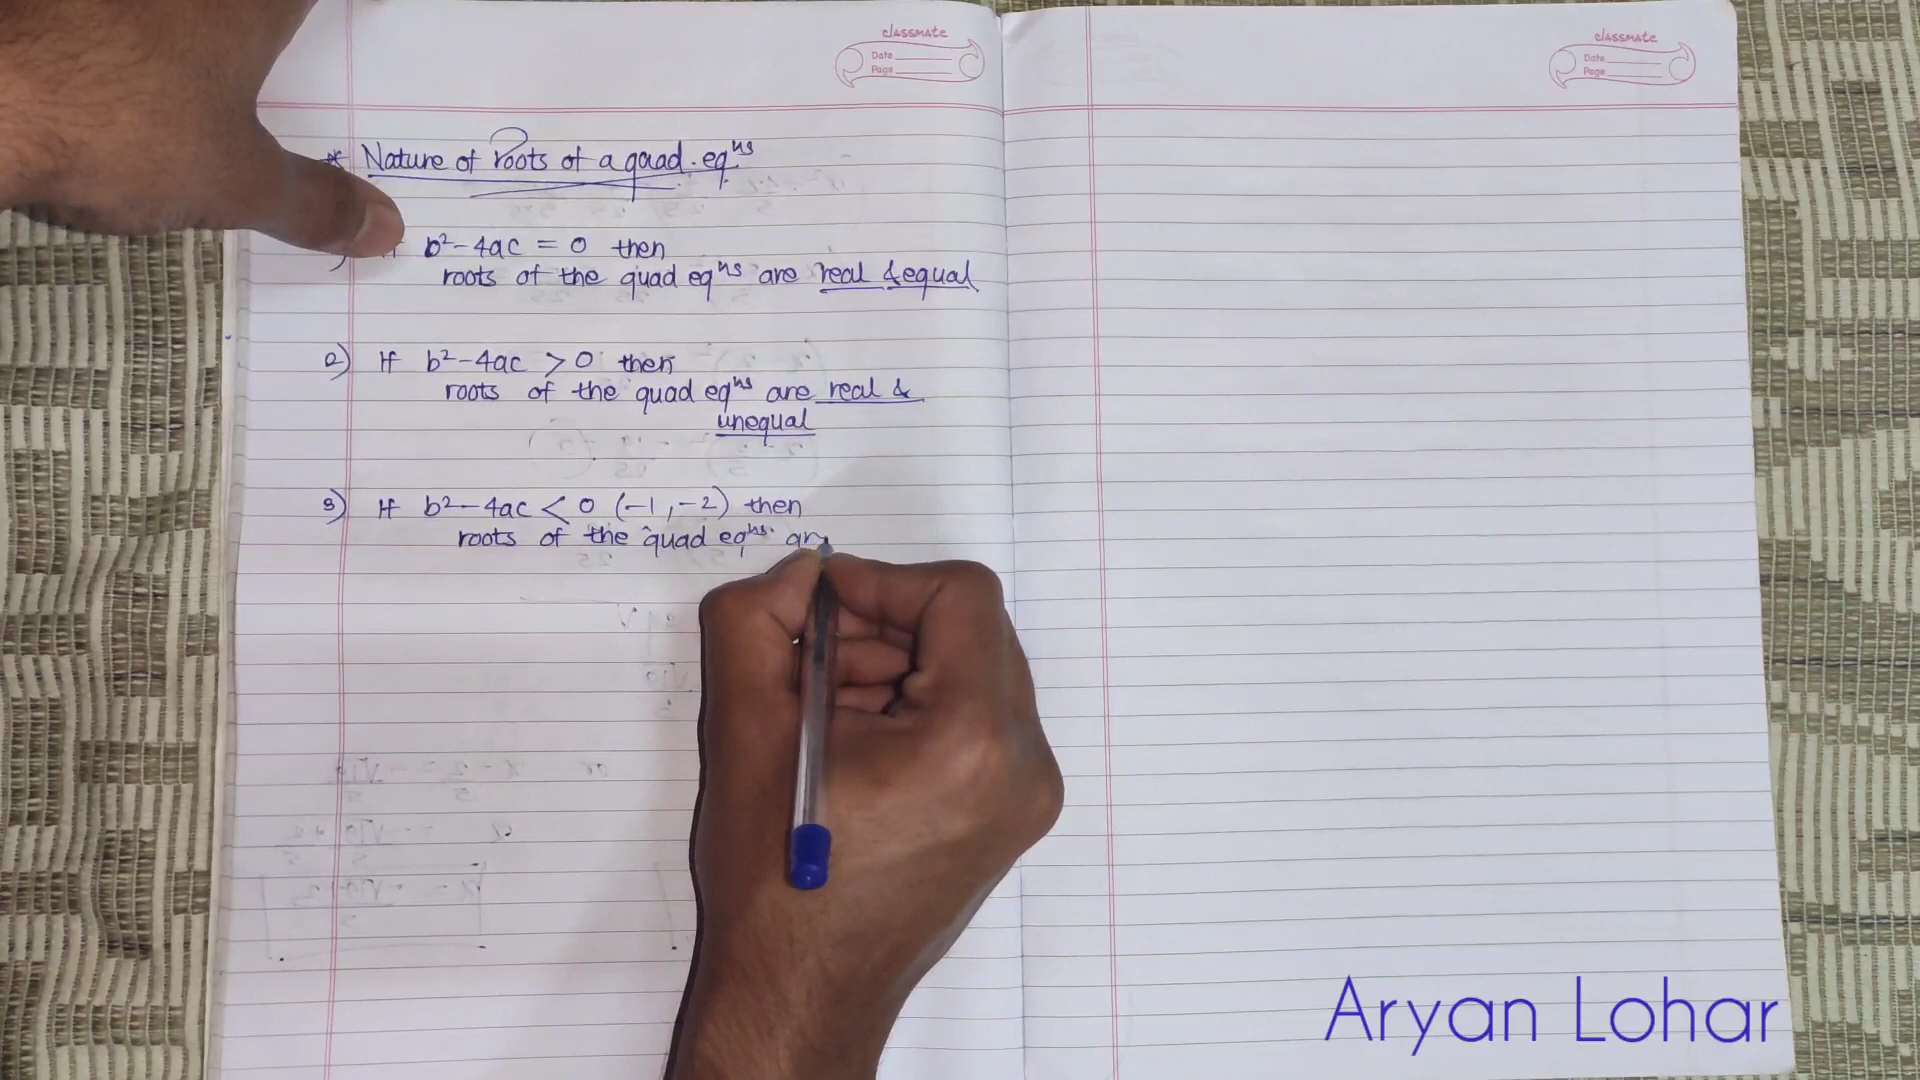 classmate
Date
Page
classmate
Date
Page
* Nature of roots of a quad. eqⁿˢ
b²-4ac = 0 then
roots of the quad eqⁿˢ are real & equal
2) If b²-4ac > 0 then
roots of the quad eqⁿˢ are real &
unequal
3) If b²-4ac < 0 (-1, -2) then
roots of the quad eqⁿˢ. ar
Aryan Lohar